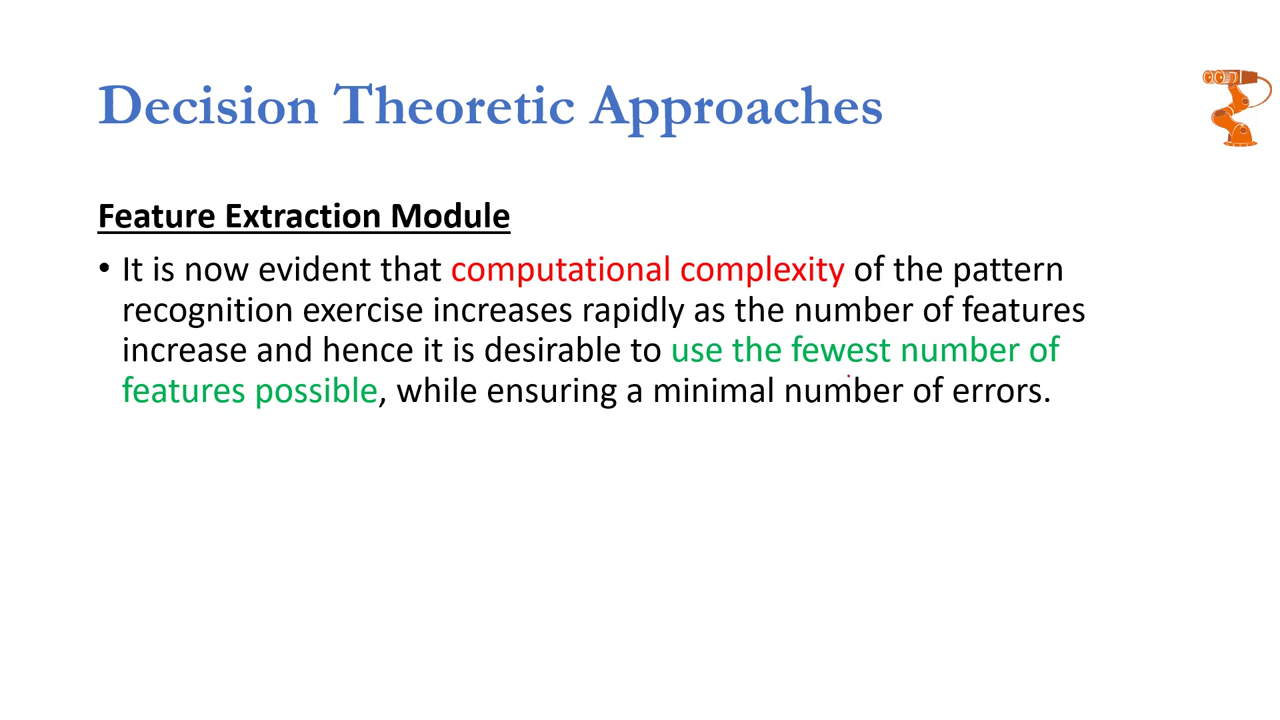 Decision Theoretic Approaches
Feature Extraction Module
• It is now evident that computational complexity of the pattern
recognition exercise increases rapidly as the number of features
increase and hence it is desirable to use the fewest number of
features possible, while ensuring a minimal number of errors.